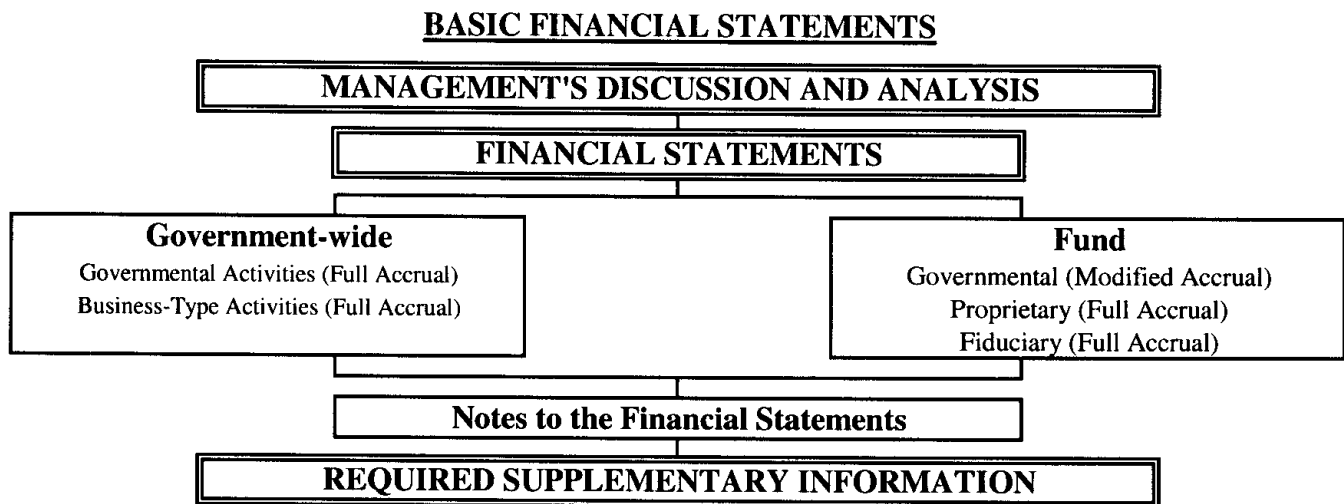 BASIC FINANCIAL STATEMENTS
MANAGEMENT'S DISCUSSION AND ANALYSIS
FINANCIAL STATEMENTS
Government-wide
Governmental Activities (Full Accrual)
Business-Type Activities (Full Accrual)
Fund
Governmental (Modified Accrual)
Proprietary (Full Accrual)
Fiduciary (Full Accrual)
Notes to the Financial Statements
REQUIRED SUPPLEMENTARY INFORMATION